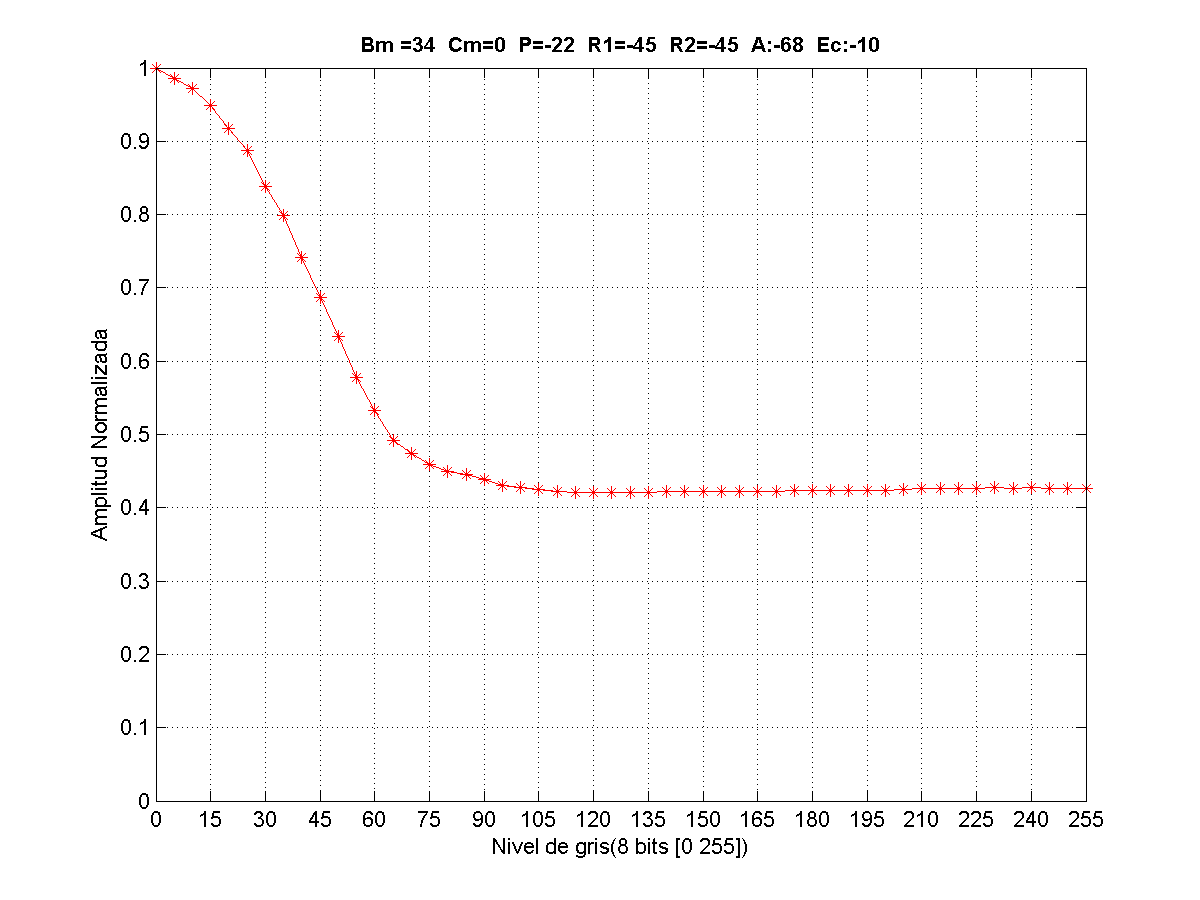 Bm =34  Cm=0  P=-22  R1=-45  R2=-45  A:-68  Ec:-10
1
0.9
0.8
0.7
0.6
0.5
0.4
0.3
0.2
0.1
0
Amplitud Normalizada
0 15 30 45 60 75 90 105 120 135 150 165 180 195 210 225 240 255
Nivel de gris(8 bits [0 255])